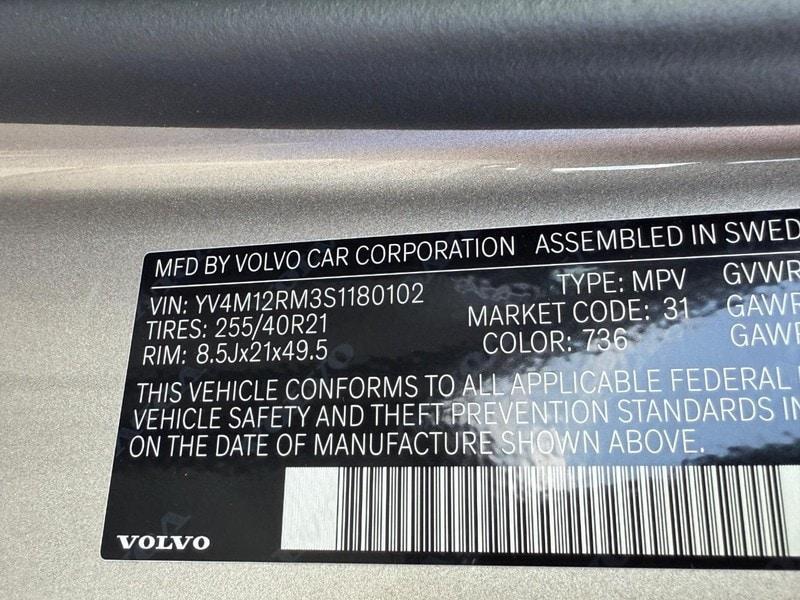 MFD BY VOLVO CAR CORPORATION ASSEMBLED IN SWED
VIN: YV4M12RM3S1180102 TYPE: MPV GVWR
TIRES: 255/40R21 MARKET CODE: 31 GAWR
RIM: 8.5Jx21x49.5 COLOR: 736 GAWR
THIS VEHICLE CONFORMS TO ALL APPLICABLE FEDERAL
VEHICLE SAFETY AND THEFT PREVENTION STANDARDS IN
ON THE DATE OF MANUFACTURE SHOWN ABOVE.
VOLVO